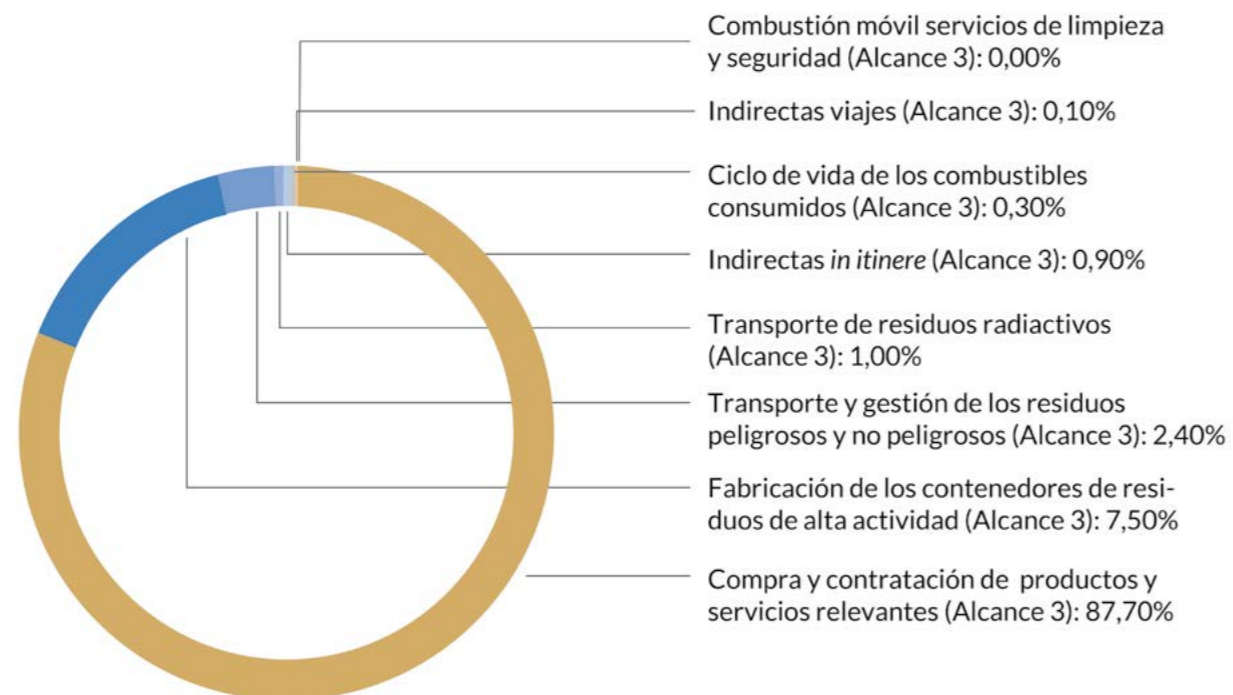 Combustión móvil servicios de limpieza
y seguridad (Alcance 3): 0,00%
Indirectas viajes (Alcance 3): 0,10%
Ciclo de vida de los combustibles
consumidos (Alcance 3): 0,30%
Indirectas in itinere (Alcance 3): 0,90%
Transporte de residuos radiactivos
(Alcance 3): 1,00%
Transporte y gestión de los residuos
peligrosos y no peligrosos (Alcance 3): 2,40%
Fabricación de los contenedores de resi-
duos de alta actividad (Alcance 3): 7,50%
Compra y contratación de productos y
servicios relevantes (Alcance 3): 87,70%